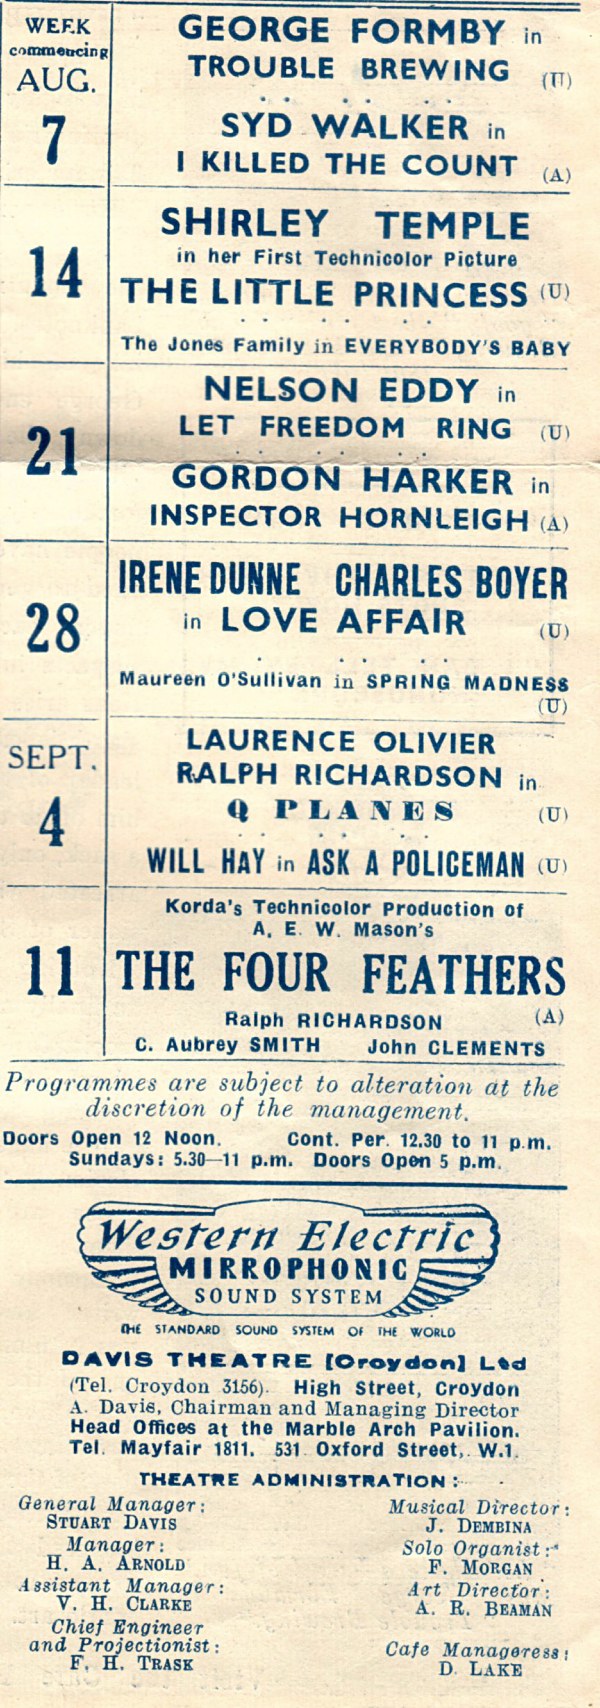 WEEK
commencing
AUG.
7
GEORGE FORMBY in
TROUBLE BREWING (U)
SYD WALKER in
I KILLED THE COUNT (A)
14
SHIRLEY TEMPLE
in her First Technicolor Picture
THE LITTLE PRINCESS (U)
The Jones Family in EVERYBODY'S BABY
21
NELSON EDDY in
LET FREEDOM RING (U)
GORDON HARKER in
INSPECTOR HORNLEIGH (A)
28
IRENE DUNNE CHARLES BOYER
in LOVE AFFAIR (U)
Maureen O'Sullivan in SPRING MADNESS
(U)
SEPT.
4
LAURENCE OLIVIER
RALPH RICHARDSON in
Q PLANES (U)
WILL HAY in ASK A POLICEMAN (U)
11
Korda's Technicolor Production of
A. E. W. Mason's
THE FOUR FEATHERS
Ralph RICHARDSON (A)
C. Aubrey SMITH John CLEMENTS
Programmes are subject to alteration at the
discretion of the management.
Doors Open 12 Noon. Cont. Per. 12.30 to 11 p.m.
Sundays: 5.30—11 p.m. Doors Open 5 p.m.
Western Electric
MIRROPHONIC
SOUND SYSTEM
THE STANDARD SOUND SYSTEM OF THE WORLD
DAVIS THEATRE [Croydon] Ltd
(Tel. Croydon 3156). High Street, Croydon
A. Davis, Chairman and Managing Director
Head Offices at the Marble Arch Pavilion.
Tel. Mayfair 1811. 531 Oxford Street, W.1.
THEATRE ADMINISTRATION:
General Manager:
STUART DAVIS
Manager:
H. A. ARNOLD
Assistant Manager:
V. H. CLARKE
Chief Engineer
and Projectionist:
F. H. TRASK
Musical Director:
J. DEMBINA
Solo Organist:
F. MORGAN
Art Director:
A. R. BEAMAN
Cafe Manageress:
D. LAKE